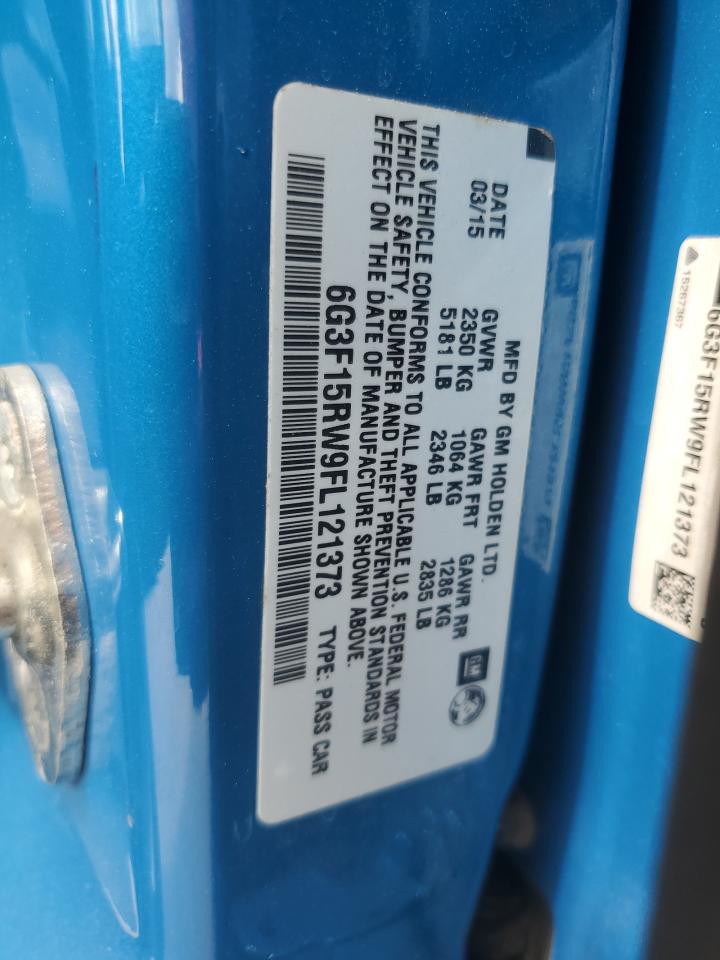 MFD BY GM HOLDEN LTD.
DATE GVWR GAWR FRT GAWR RR
03/15 2350 KG 1064 KG 1286 KG
5181 LB 2346 LB 2835 LB
GM
THIS VEHICLE CONFORMS TO ALL APPLICABLE U.S. FEDERAL MOTOR
VEHICLE SAFETY, BUMPER AND THEFT PREVENTION STANDARDS IN
EFFECT ON THE DATE OF MANUFACTURE SHOWN ABOVE.
6G3F15RW9FL121373 TYPE: PASS CAR
15267367
6G3F15RW9FL121373